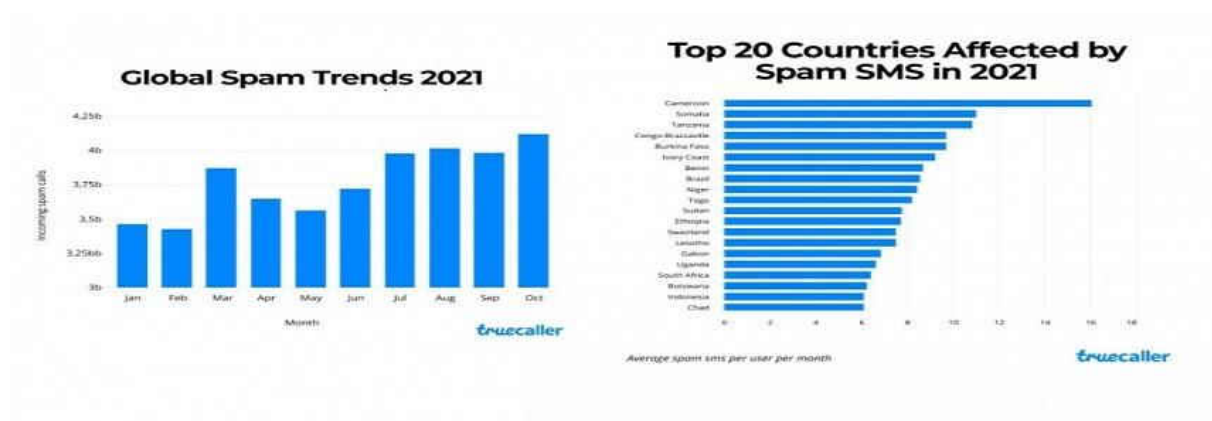 Global Spam Trends 2021
4,25b
4b
3,75b
3,5b
3,25bb
3b
Incoming spam calls
Jan Feb Mar Apr May Jun Jul Aug Sep Oct
Month
truecaller
Top 20 Countries Affected by
Spam SMS in 2021
Cameroon
Somalia
Tanzania
Congo Brazzaville
Burkina Faso
Ivory Coast
Benin
Brazil
Niger
Togo
Sudan
Ethiopia
Swaziland
Lesotho
Gabon
Uganda
South Africa
Botswana
Indonesia
Chad
0 2 4 6 8 10 12 14 16 18
Average spam sms per user per month
truecaller